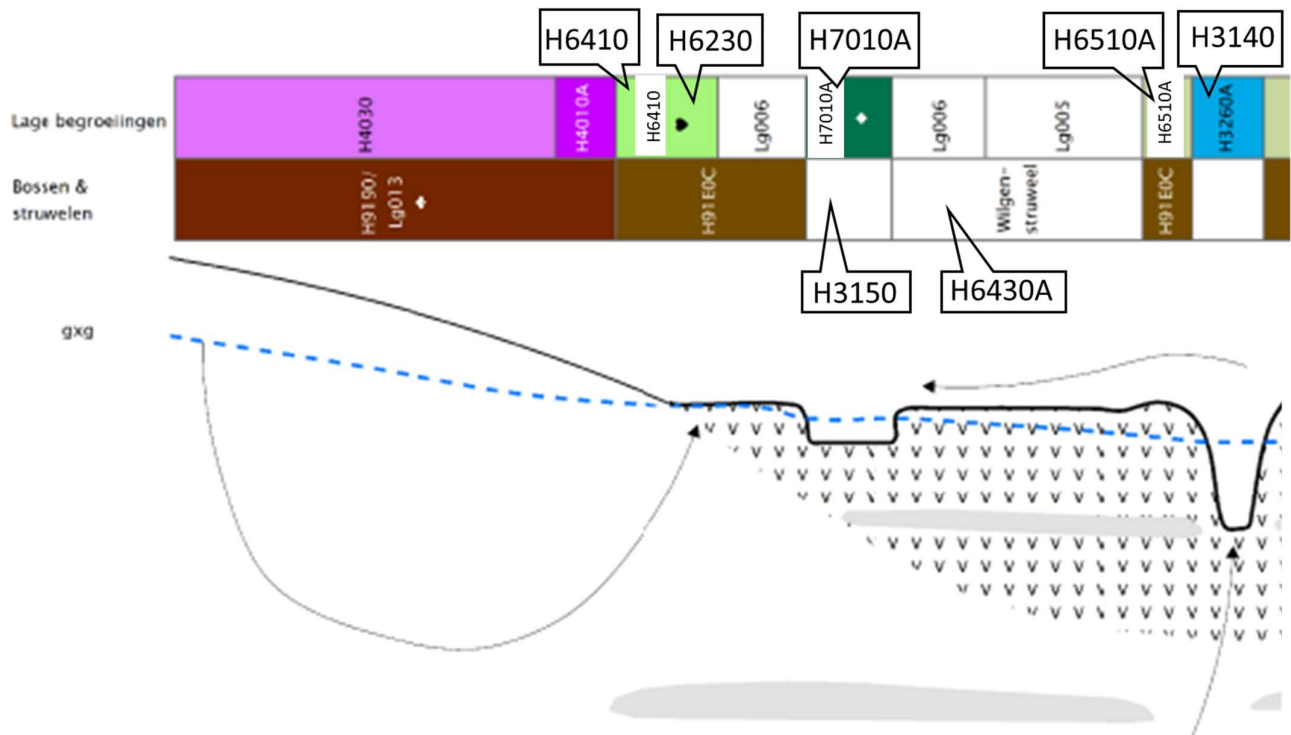 H6410
H6230
H7010A
H6510A
H3140
Lage begroeiingen
H4030
H4010A
H6410
Lg006
H7010A
Lg006
Lg005
H6510A
H3260A
Bossen &
struwelen
H9190/
Lg013
H91E0C
Wilgen-
struweel
H91E0C
H3150
H6430A
gxg